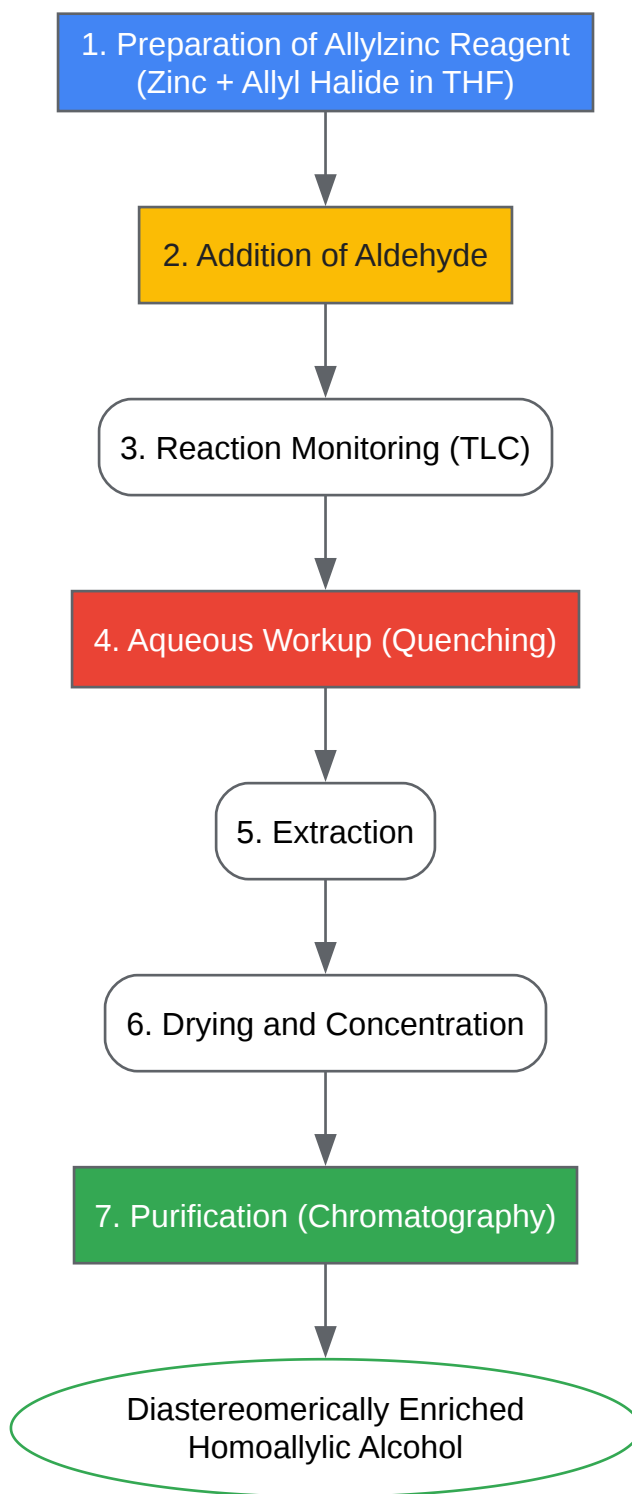 1. Preparation of Allylzinc Reagent
(Zinc + Allyl Halide in THF)
2. Addition of Aldehyde
3. Reaction Monitoring (TLC)
4. Aqueous Workup (Quenching)
5. Extraction
6. Drying and Concentration
7. Purification (Chromatography)
Diastereomerically Enriched
Homoallylic Alcohol